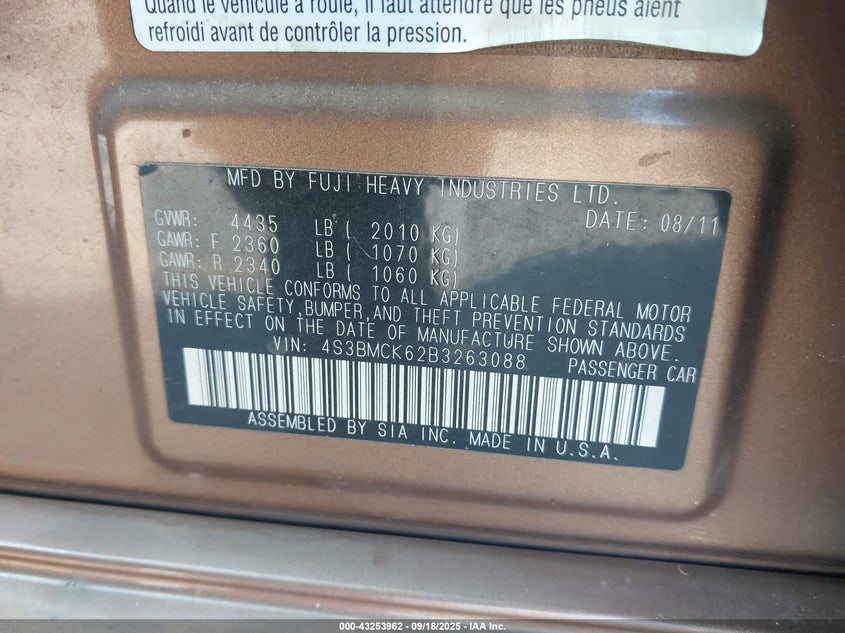 Quand le véhicule a roulé, il faut attendre que les pneus aient
refroidi avant de contrôler la pression.
MFD BY FUJI HEAVY INDUSTRIES LTD.
DATE: 08/11
GVWR: 4435 LB ( 2010 KG)
GAWR: F 2360 LB ( 1070 KG)
GAWR: R 2340 LB ( 1060 KG)
THIS VEHICLE CONFORMS TO ALL APPLICABLE FEDERAL MOTOR
VEHICLE SAFETY,BUMPER,AND THEFT PREVENTION STANDARDS
IN EFFECT ON THE DATE OF MANUFACTURE SHOWN ABOVE.
VIN: 4S3BMCK62B3263088 PASSENGER CAR
ASSEMBLED BY SIA INC. MADE IN U.S.A.
000-43253962 - 09/18/2025 - IAA Inc.